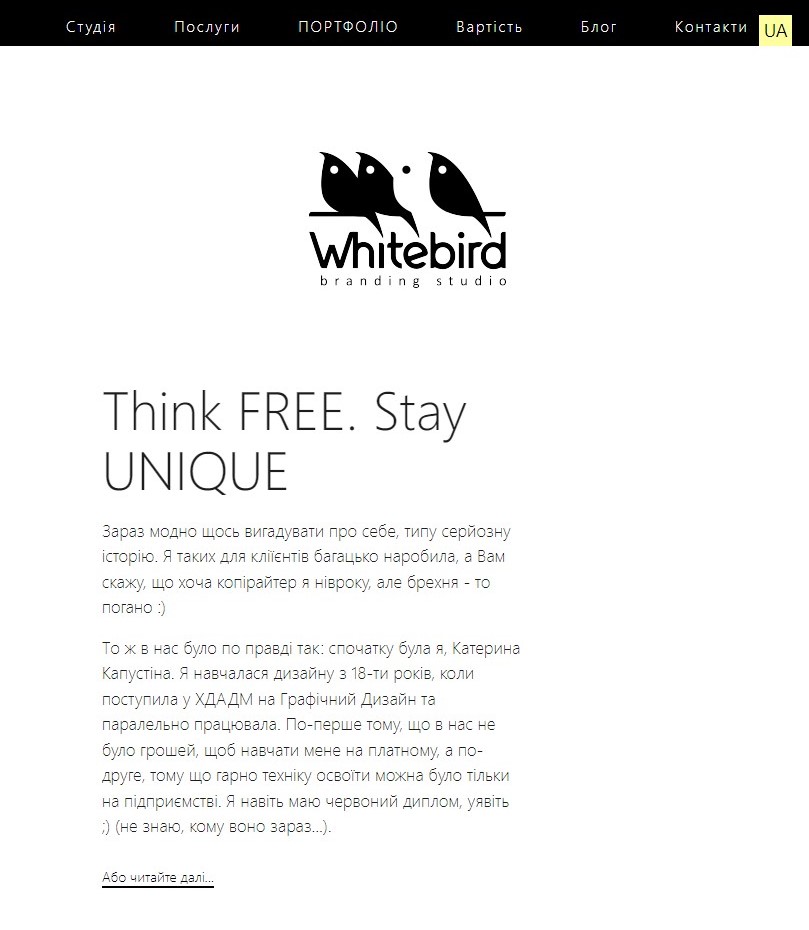 Студія Послуги ПОРТФОЛІО Вартість Блог Контакти UA
Whitebird
branding studio
Think FREE. Stay
UNIQUE
Зараз модно щось вигадувати про себе, типу серйозну
історію. Я таких для кліїєнтів багацько наробила, а Вам
скажу, що хоча копірайтер я нівроку, але брехня - то
погано :)
То ж в нас було по правді так: спочатку була я, Катерина
Капустіна. Я навчалася дизайну з 18-ти років, коли
поступила у ХДАДМ на Графічний Дизайн та
паралельно працювала. По-перше тому, що в нас не
було грошей, щоб навчати мене на платному, а по-
друге, тому що гарно техніку освоїти можна було тільки
на підприємстві. Я навіть маю червоний диплом, уявіть
;) (не знаю, кому воно зараз...).
Або читайте далі...